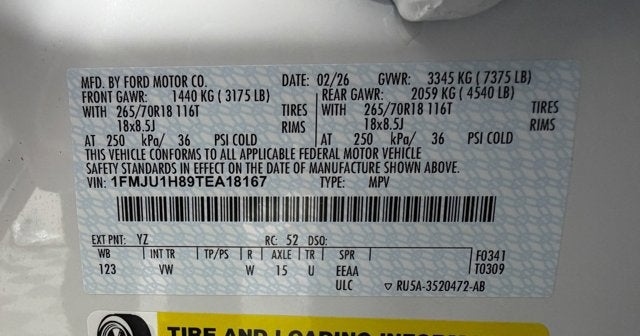 MFD. BY FORD MOTOR CO. DATE: 02/26 GVWR: 3345 KG ( 7375 LB)
FRONT GAWR: 1440 KG ( 3175 LB) REAR GAWR: 2059 KG ( 4540 LB)
WITH 265/70R18 116T TIRES WITH 265/70R18 116T TIRES
18x8.5J RIMS 18x8.5J RIMS
AT 250 kPa/ 36 PSI COLD AT 250 kPa/ 36 PSI COLD
THIS VEHICLE CONFORMS TO ALL APPLICABLE FEDERAL MOTOR VEHICLE
SAFETY STANDARDS IN EFFECT ON THE DATE OF MANUFACTURE SHOWN ABOVE.
VIN: 1FMJU1H89TEA18167 TYPE: MPV
EXT PNT: YZ RC: 52 DSO:
WB INT TR TP/PS R AXLE TR SPR F0341
123 VW W 15 U EEAA T0309
ULC ▽ RU5A-3520472-AB
TIRE AND LOADING INFORMATION